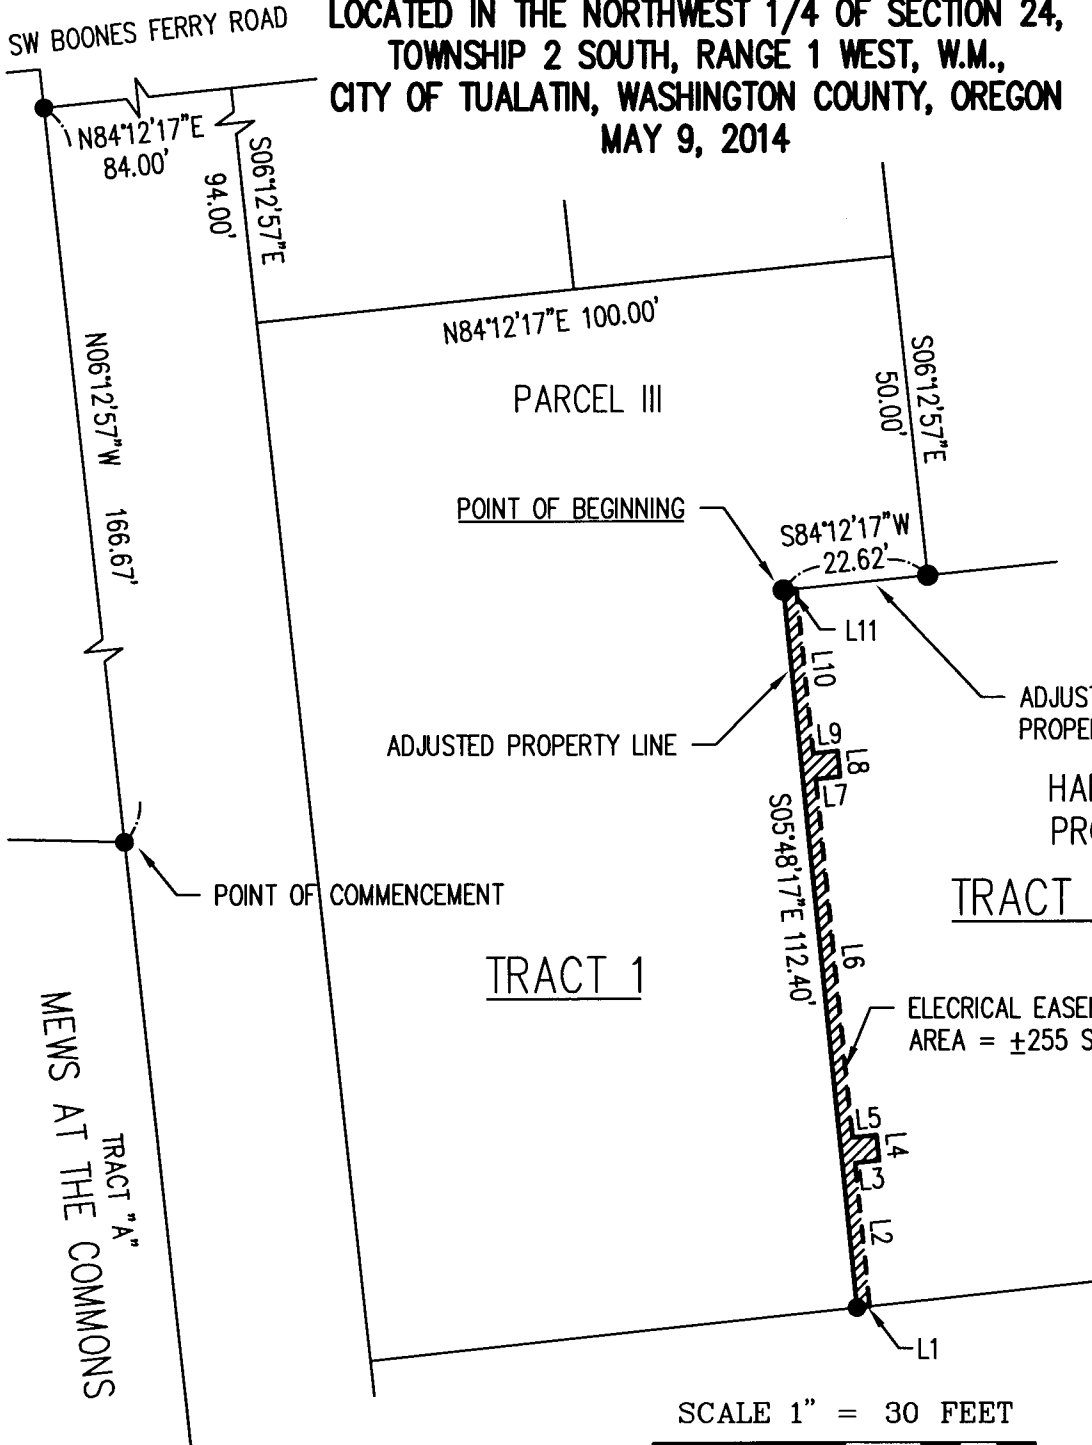 LOCATED IN THE NORTHWEST 1/4 OF SECTION 24,
TOWNSHIP 2 SOUTH, RANGE 1 WEST, W.M.,
CITY OF TUALATIN, WASHINGTON COUNTY, OREGON
MAY 9, 2014
SW BOONES FERRY ROAD
N84°12'17"E
84.00'
S06°12'57"E
94.00'
N84°12'17"E 100.00'
N06°12'57"W 166.67'
PARCEL III
S06°12'57"E
50.00'
POINT OF BEGINNING
S84°12'17"W
22.62'
L11
L10
ADJUST
PROPE
ADJUSTED PROPERTY LINE
L9
L8
L7
HA
PR
S05°48'17"E 112.40'
POINT OF COMMENCEMENT
TRACT
TRACT 1
L6
ELECRICAL EASE
AREA = ±255 S
L5
L4
L3
L2
TRACT "A"
MEWS AT THE COMMONS
L1
SCALE 1" = 30 FEET